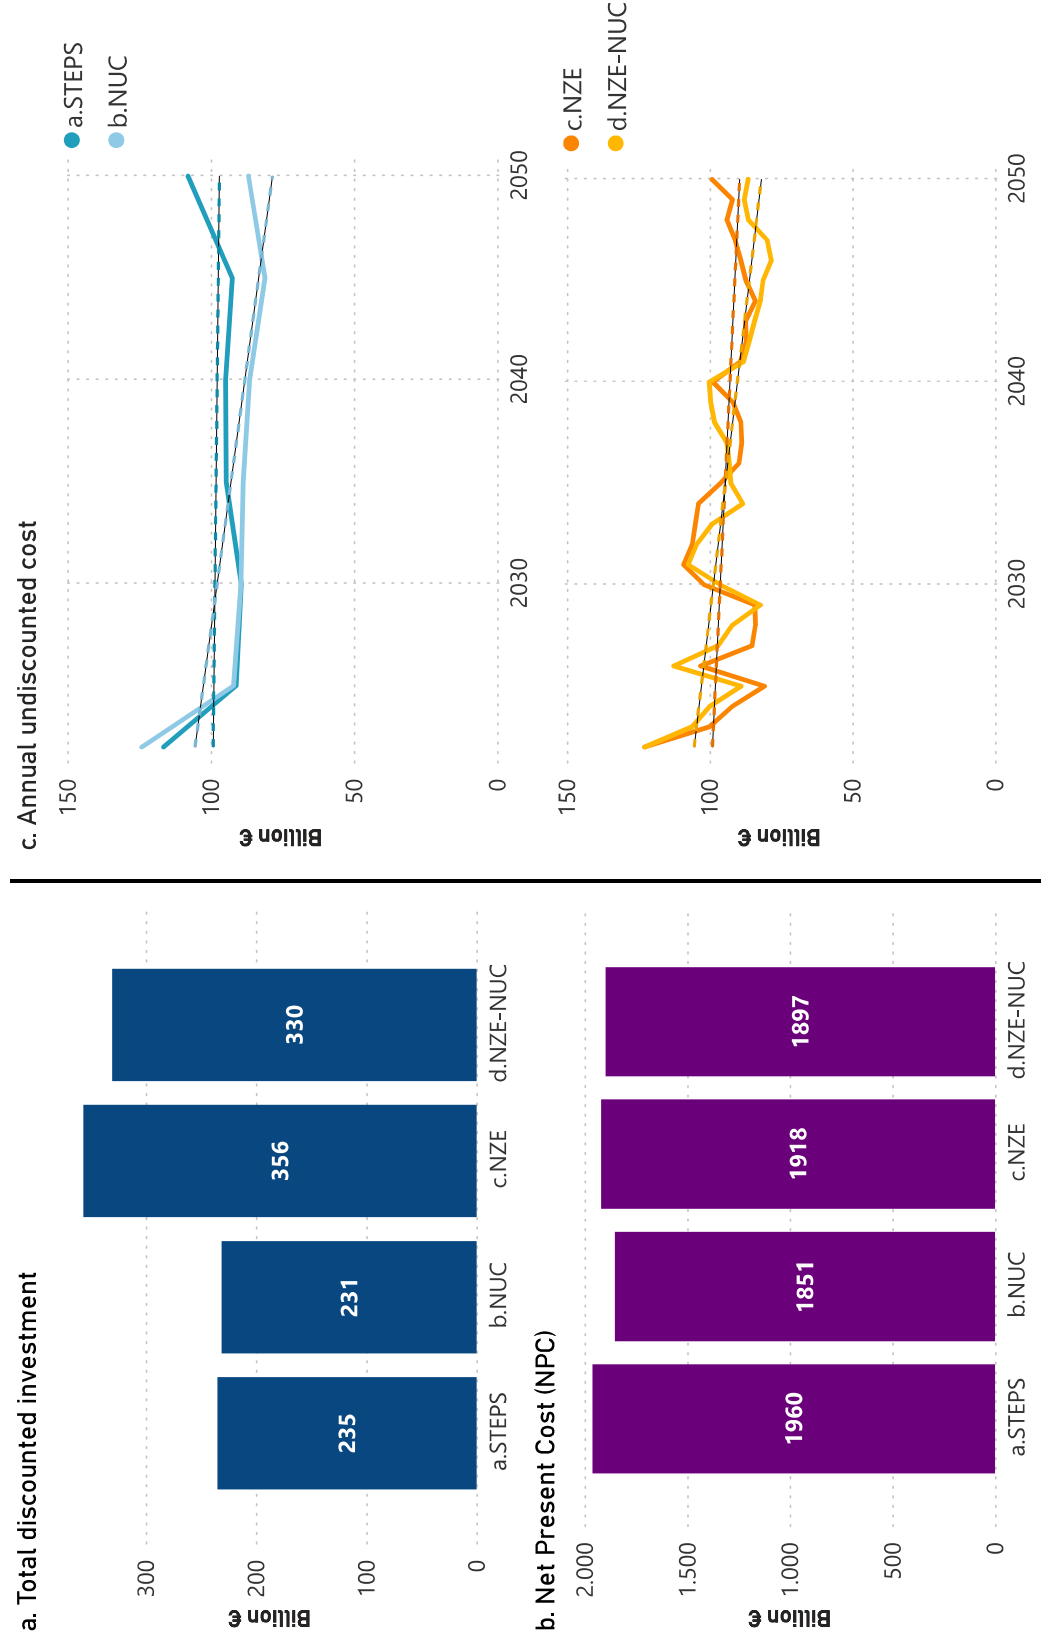 a. Total discounted investment
Billion €
300
200
100
0
235
231
356
330
a.STEPS
b.NUC
c.NZE
d.NZE-NUC
b. Net Present Cost (NPC)
Billion €
2.000
1.500
1.000
500
0
1960
1851
1918
1897
a.STEPS
b.NUC
c.NZE
d.NZE-NUC
c. Annual undiscounted cost
a.STEPS
b.NUC
Billion €
150
100
50
0
2030
2040
2050
c.NZE
d.NZE-NUC
Billion €
150
100
50
0
2030
2040
2050